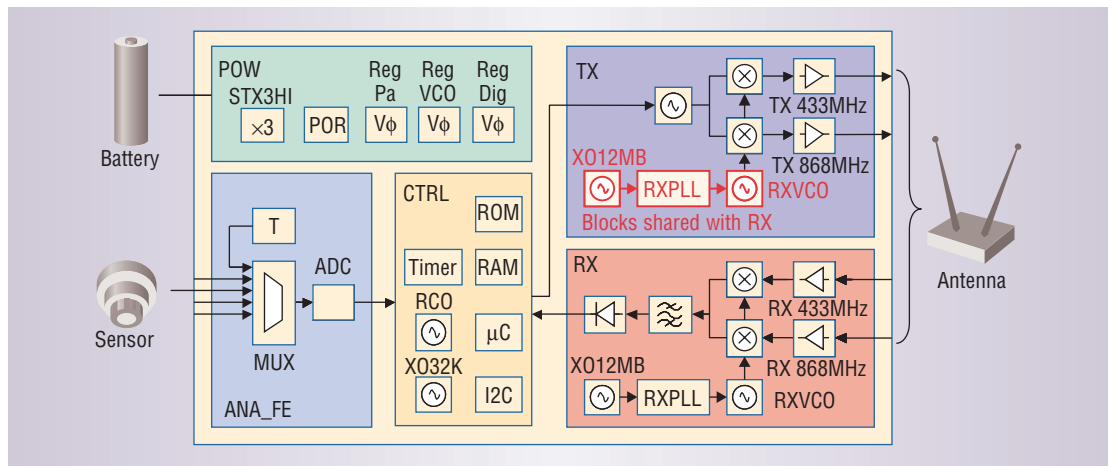 POW
STX3HI
×3
POR
Reg
Pa
Vϕ
Reg
VCO
Vϕ
Reg
Dig
Vϕ
Battery
TX
TX 433MHz
TX 868MHz
XO12MB
RXPLL
RXVCO
Blocks shared with RX
T
ADC
MUX
ANA_FE
Sensor
CTRL
ROM
Timer
RAM
RCO
µC
XO32K
I2C
RX
RX 433MHz
RX 868MHz
XO12MB
RXPLL
RXVCO
Antenna